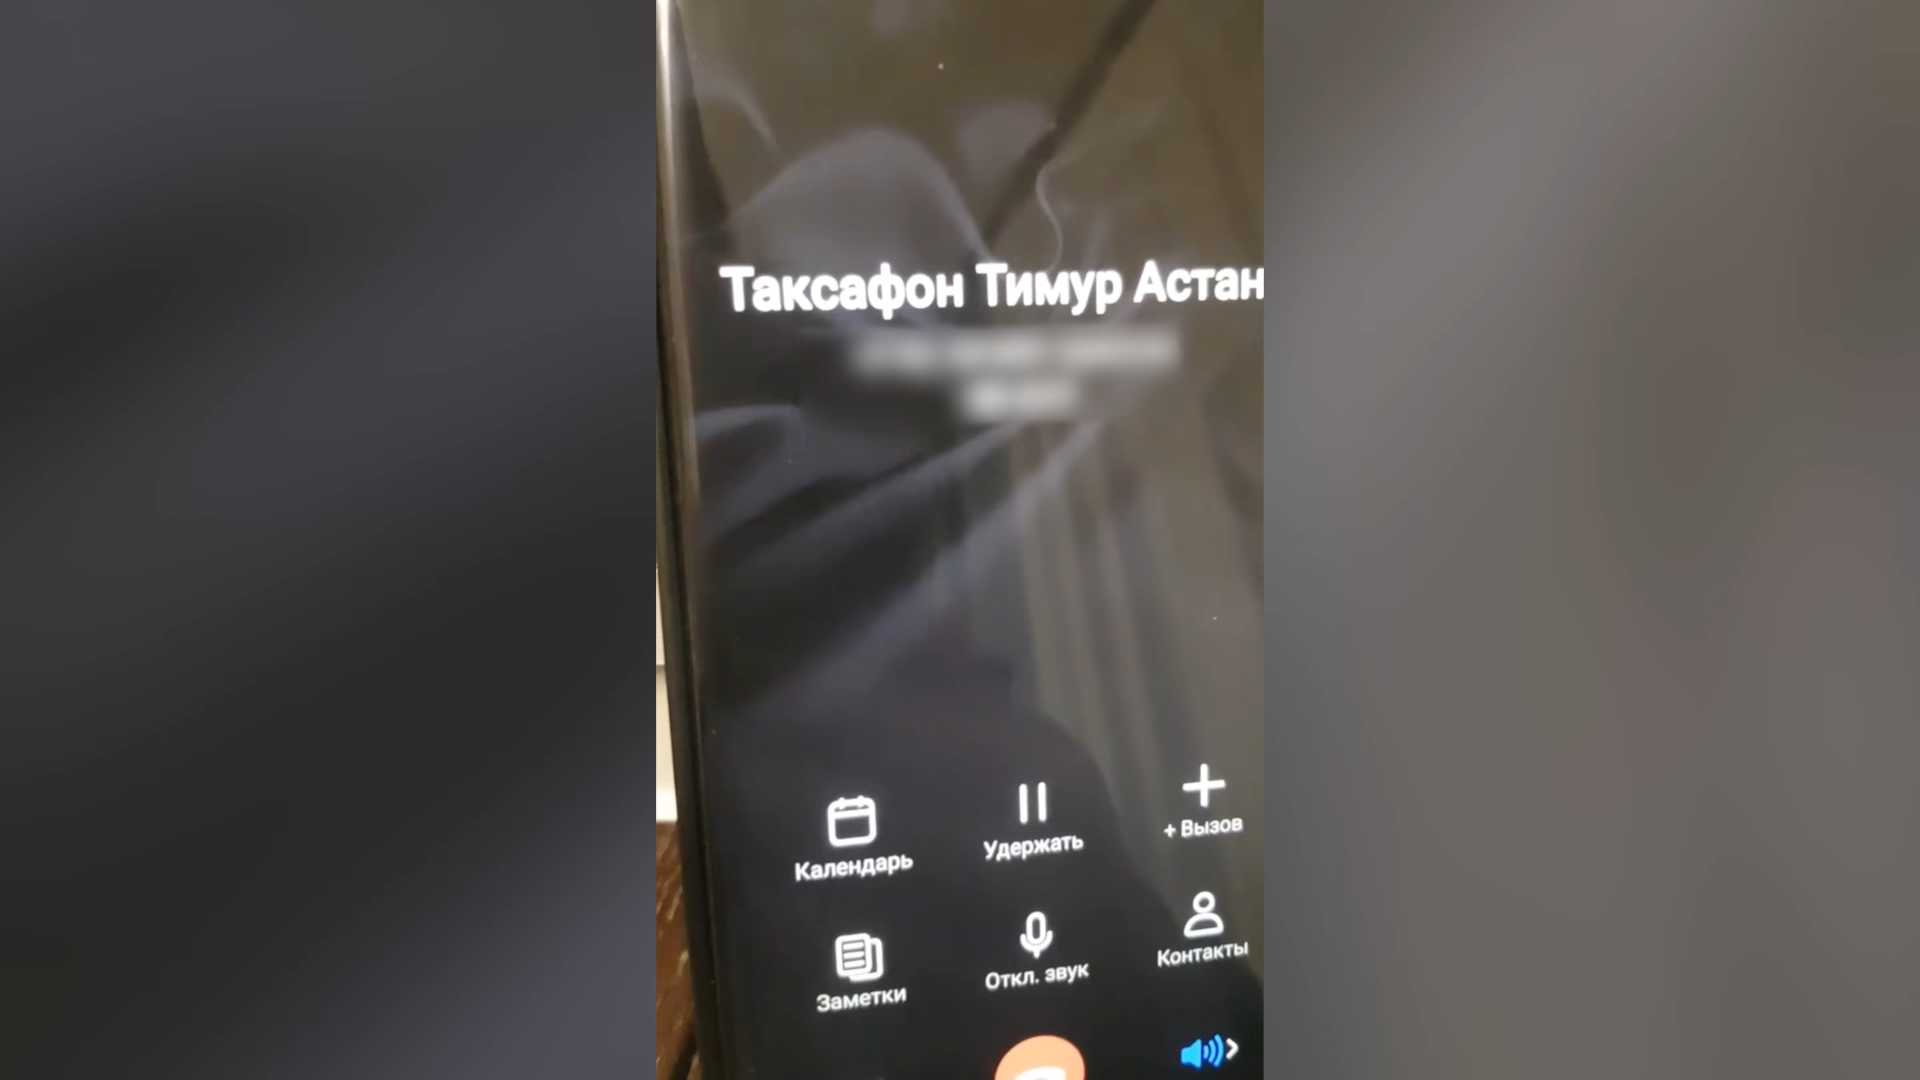 Таксафон Тимур Астан
Календарь
Удержать
+ Вызов
Заметки
Откл. звук
Контакты